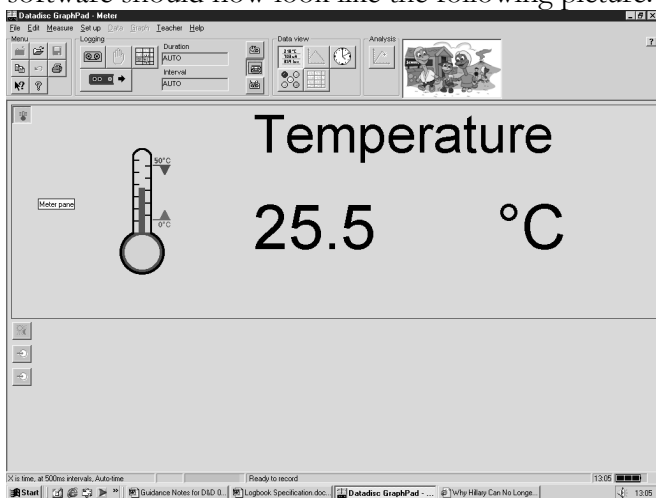 software should now look like the following picture.
Datadisc GraphPad - Meter
File Edit Measure Set up Data Graph Teacher Help
Menu Logging Data view Analysis
Duration
AUTO
Interval
AUTO
Temperature
50°C
0°C
Meter pane
25.5 °C
X is time, at 500ms intervals, Auto-time Ready to record 13:05
Start Guidance Notes for D&D 0... Logbook Specification.doc... Datadisc GraphPad - ... Why Hillary Can No Longe... 13:05